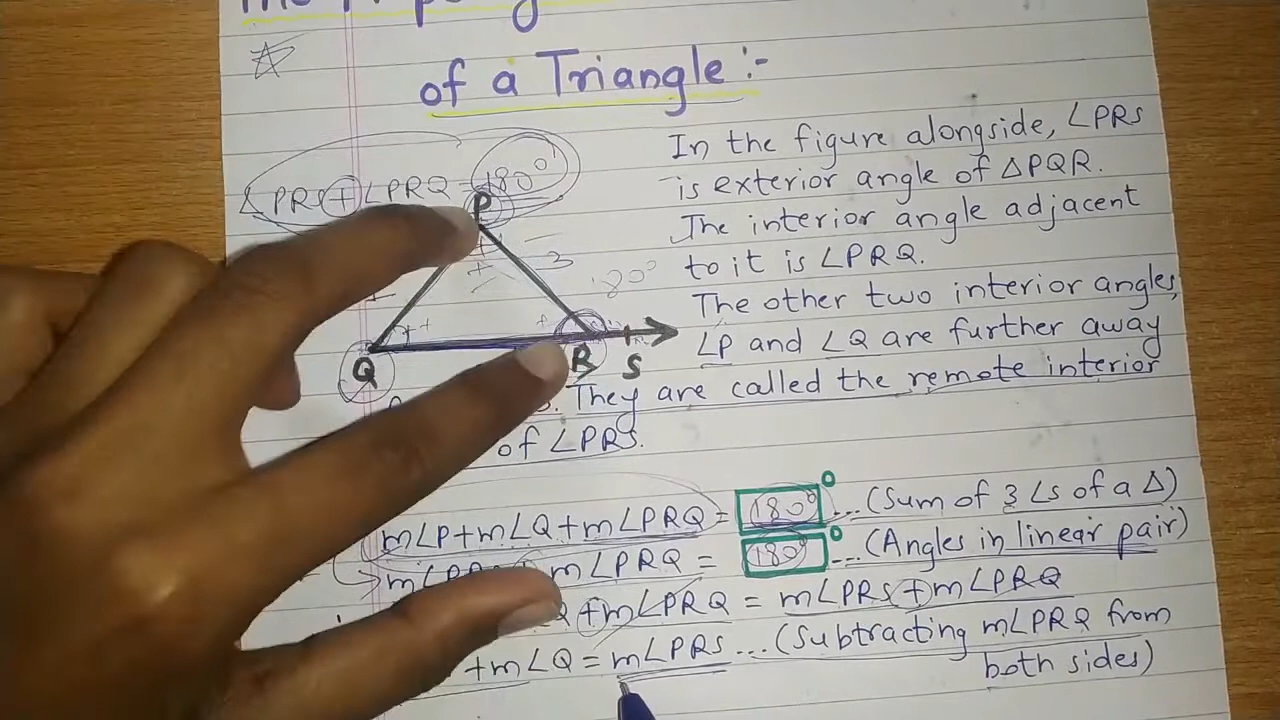 of a Triangle :-
∠PRS + ∠PRQ = 180°
P
3
180°
Q
R
S
In the figure alongside, ∠PRS
is exterior angle of △PQR.
The interior angle adjacent
to it is ∠PRQ.
The other two interior angles,
∠P and ∠Q are further away
They are called the remote interior
of ∠PRS.
m∠P+m∠Q+m∠PRQ = 180° ° ... (Sum of 3 ∠s of a △)
m∠PRQ = 180° ° ... (Angles in linear pair)
+m∠PRQ = m∠PRS+m∠PRQ
+m∠Q = m∠PRS ... (Subtracting m∠PRQ from
both sides)